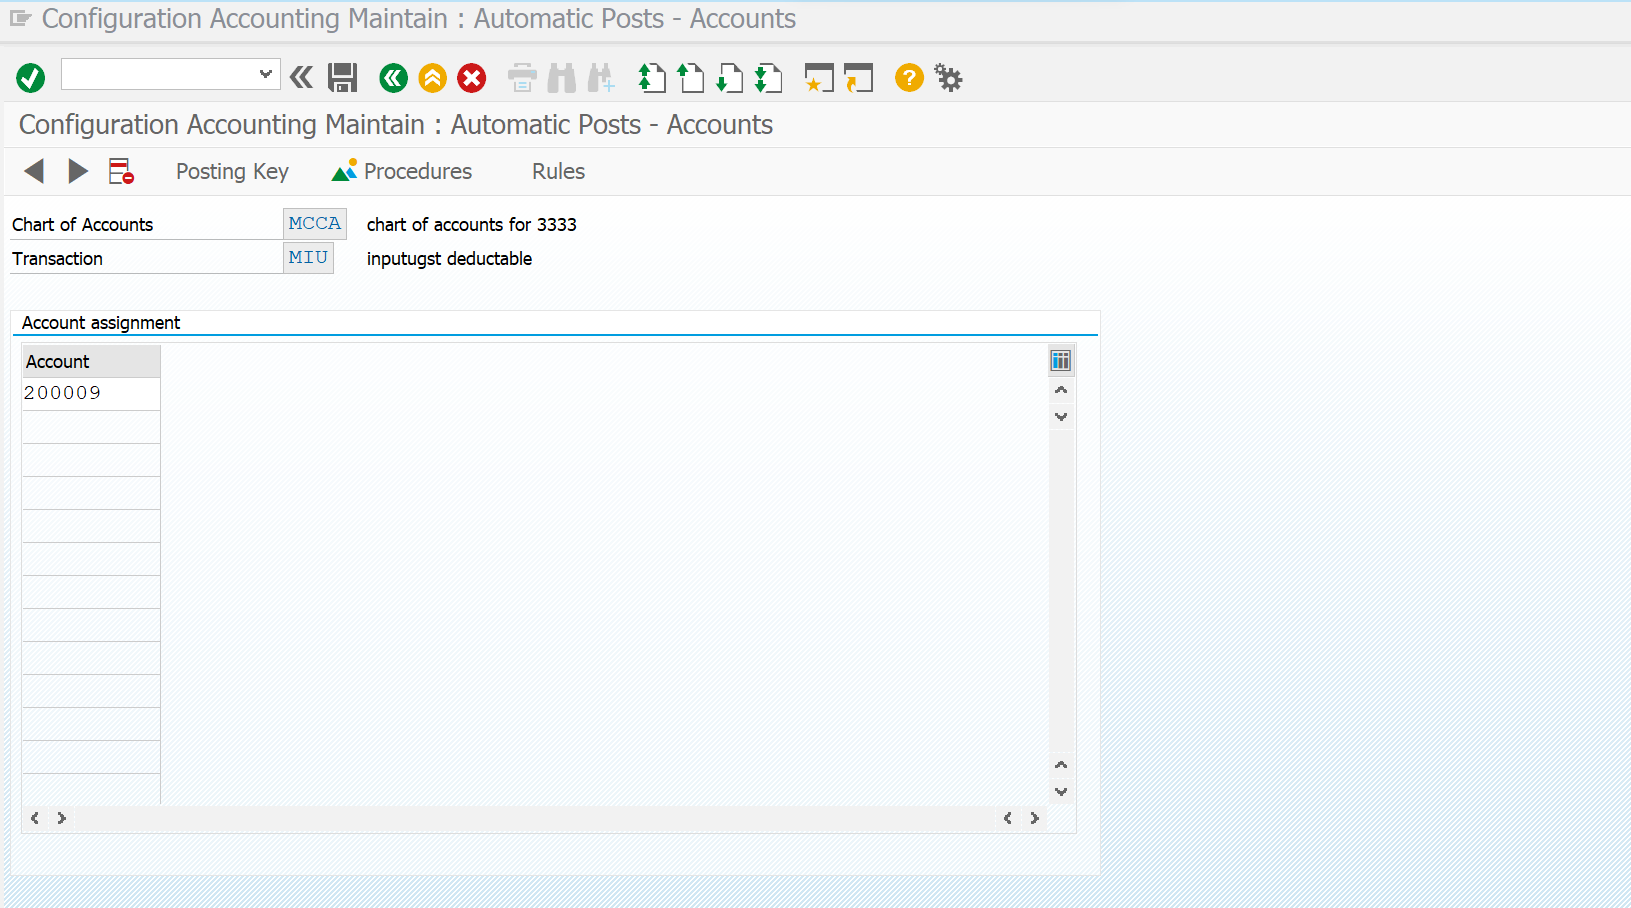 Configuration Accounting Maintain : Automatic Posts - Accounts
Configuration Accounting Maintain : Automatic Posts - Accounts
Posting Key Procedures Rules
Chart of Accounts MCCA chart of accounts for 3333
Transaction MIU inputugst deductable
Account assignment
Account
200009